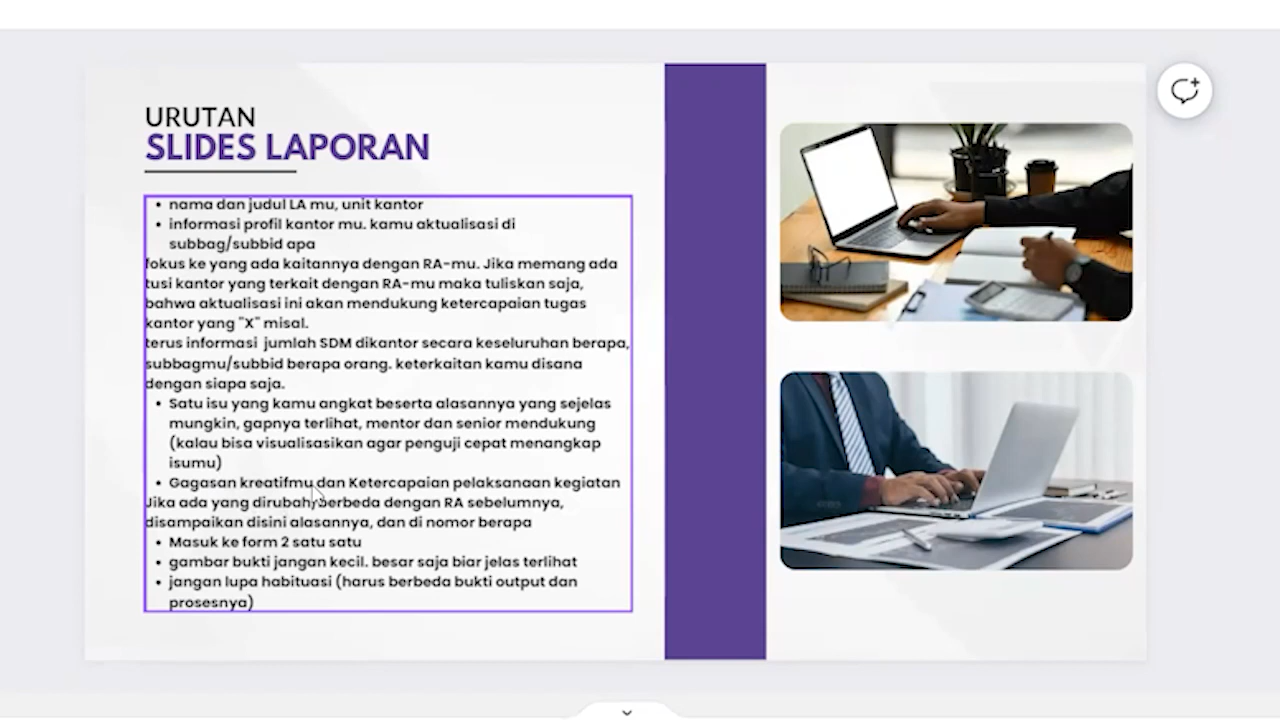 URUTAN
SLIDES LAPORAN
• nama dan judul LA mu, unit kantor
• informasi profil kantor mu. kamu aktualisasi di
subbag/subbid apa
fokus ke yang ada kaitannya dengan RA-mu. Jika memang ada
tusi kantor yang terkait dengan RA-mu maka tuliskan saja,
bahwa aktualisasi ini akan mendukung ketercapaian tugas
kantor yang "X" misal.
terus informasi jumlah SDM dikantor secara keseluruhan berapa,
subbagmu/subbid berapa orang. keterkaitan kamu disana
dengan siapa saja.
• Satu isu yang kamu angkat beserta alasannya yang sejelas
mungkin, gapnya terlihat, mentor dan senior mendukung
(kalau bisa visualisasikan agar penguji cepat menangkap
isumu)
• Gagasan kreatifmu dan Ketercapaian pelaksanaan kegiatan
Jika ada yang dirubah/berbeda dengan RA sebelumnya,
disampaikan disini alasannya, dan di nomor berapa
• Masuk ke form 2 satu satu
• gambar bukti jangan kecil. besar saja biar jelas terlihat
• jangan lupa habituasi (harus berbeda bukti output dan
prosesnya)